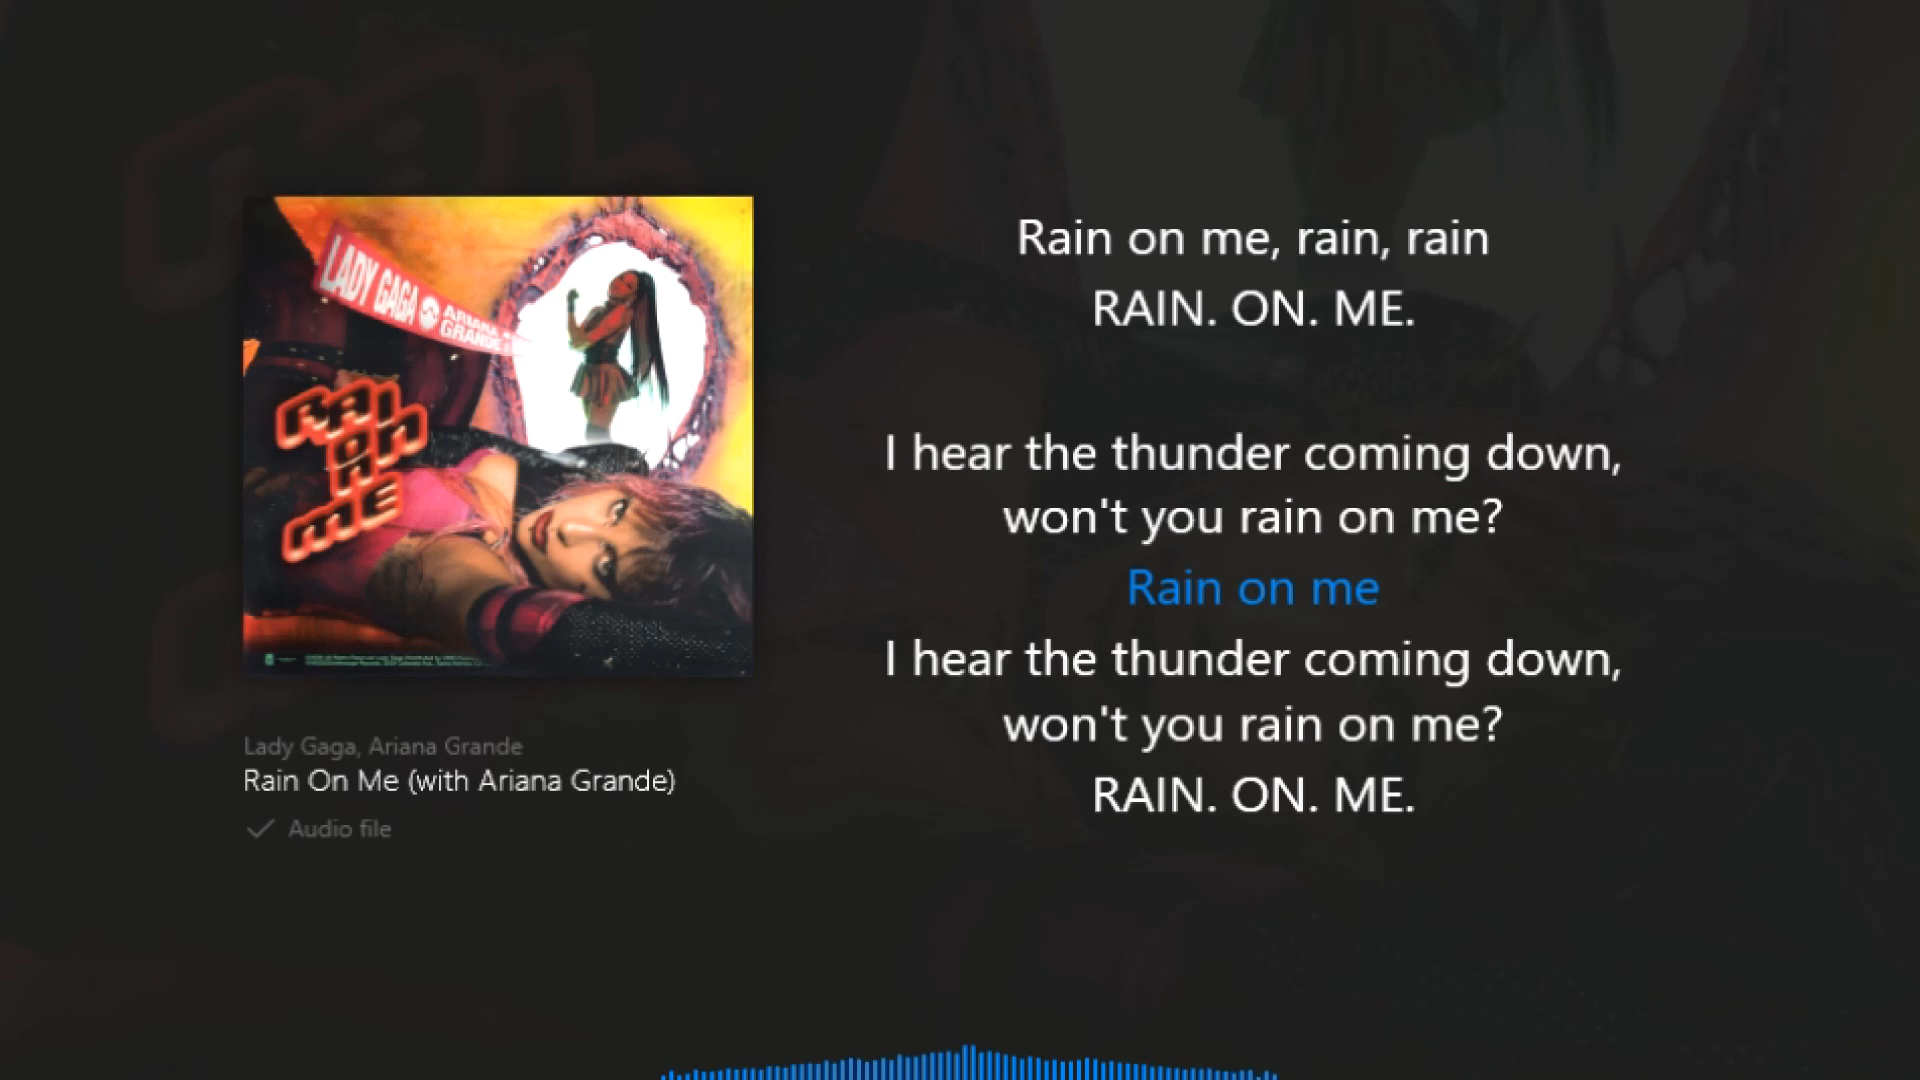 LADY GAGA
ARIANA
GRANDE
RAI
ON
ME
Lady Gaga, Ariana Grande
Rain On Me (with Ariana Grande)
Audio file
Rain on me, rain, rain
RAIN. ON. ME.
I hear the thunder coming down,
won't you rain on me?
Rain on me
I hear the thunder coming down,
won't you rain on me?
RAIN. ON. ME.